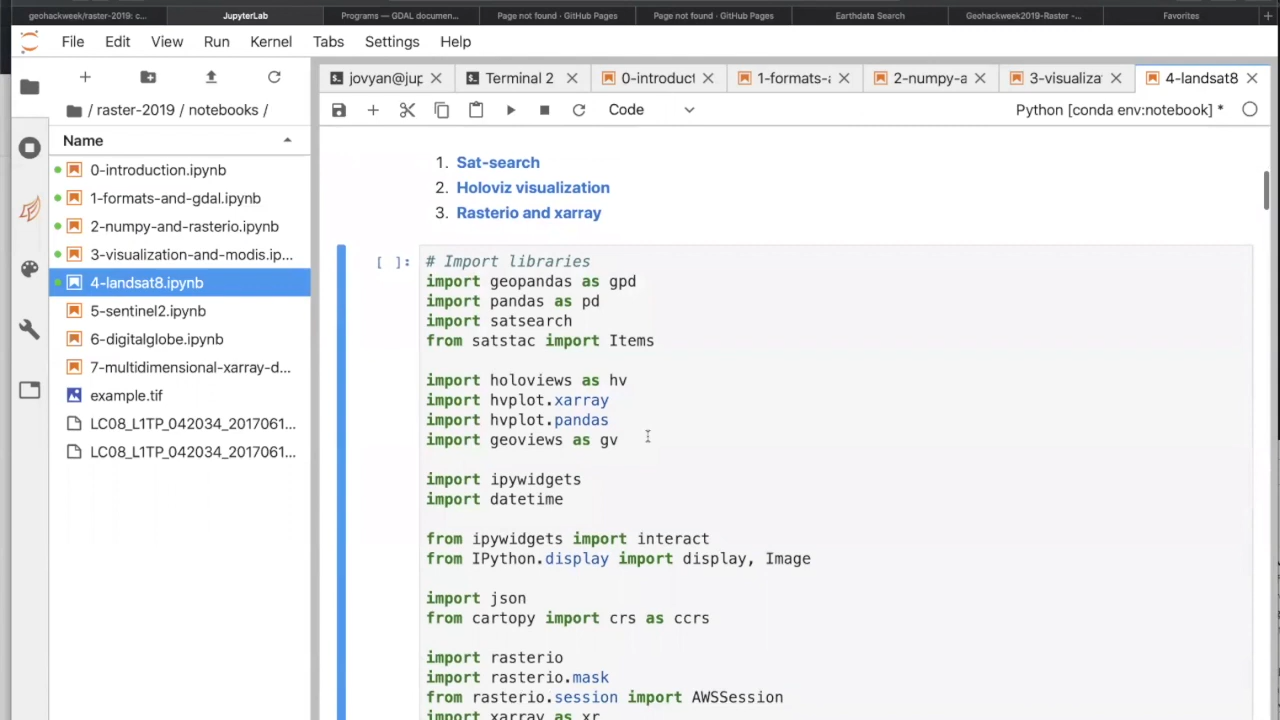 geohackweek/raster-2019: c... JupyterLab Programs — GDAL documen... Page not found · GitHub Pages Page not found · GitHub Pages Earthdata Search Geohackweek2019-Raster -... Favorites
File Edit View Run Kernel Tabs Settings Help
jovyan@jup Terminal 2 0-introduct 1-formats-a 2-numpy-a 3-visualiza 4-landsat8
/ raster-2019 / notebooks /
Code
Python [conda env:notebook] *
Name
0-introduction.ipynb
1-formats-and-gdal.ipynb
2-numpy-and-rasterio.ipynb
3-visualization-and-modis.ip...
4-landsat8.ipynb
5-sentinel2.ipynb
6-digitalglobe.ipynb
7-multidimensional-xarray-d...
example.tif
LC08_L1TP_042034_2017061...
LC08_L1TP_042034_2017061...
1. Sat-search
2. Holoviz visualization
3. Rasterio and xarray
[ ]: # Import libraries
import geopandas as gpd
import pandas as pd
import satsearch
from satstac import Items
import holoviews as hv
import hvplot.xarray
import hvplot.pandas
import geoviews as gv
import ipywidgets
import datetime
from ipywidgets import interact
from IPython.display import display, Image
import json
from cartopy import crs as ccrs
import rasterio
import rasterio.mask
from rasterio.session import AWSSession
import xarray as xr